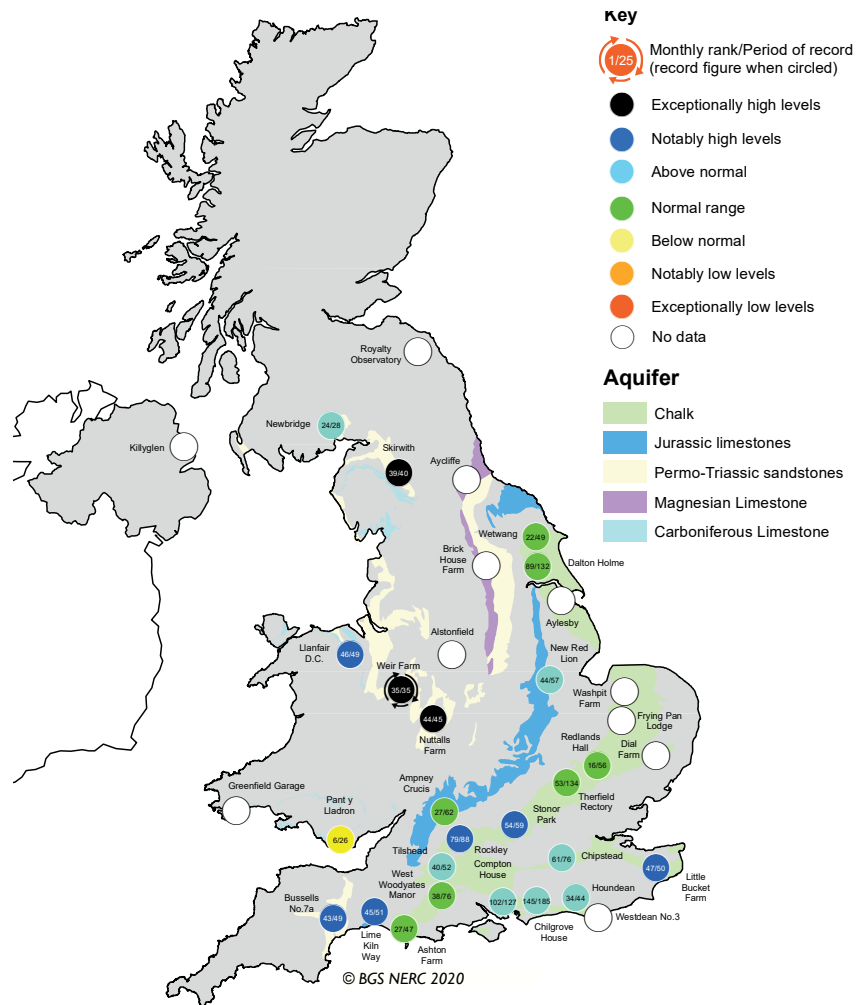 Key
1/25
Monthly rank/Period of record
(record figure when circled)
Exceptionally high levels
Notably high levels
Above normal
Normal range
Below normal
Notably low levels
Exceptionally low levels
No data
Aquifer
Chalk
Jurassic limestones
Permo-Triassic sandstones
Magnesian Limestone
Carboniferous Limestone
Royalty
Observatory
Newbridge
24/28
Killyglen
Skirwith
39/40
Aycliffe
Wetwang
22/49
Brick
House
Farm
89/132
Dalton Holme
Aylesby
Alstonfield
Llanfair
D.C.
46/49
Weir Farm
35/35
New Red
Lion
44/57
Washpit
Farm
44/45
Nuttalls
Farm
Frying Pan
Lodge
Redlands
Hall
16/56
Dial
Farm
Ampney
Crucis
27/62
53/134
Therfield
Rectory
Greenfield Garage
Pant y
Lladron
6/26
Stonor
Park
54/59
79/88
Rockley
Tilshead
40/52
Compton
House
61/76
Chipstead
47/50
Little
Bucket
Farm
West
Woodyates
Manor
38/76
Bussells
No.7a
43/49
45/51
Lime
Kiln
Way
27/47
Ashton
Farm
102/127
145/185
Chilgrove
House
34/44
Houndean
Westdean No.3
© BGS NERC 2020